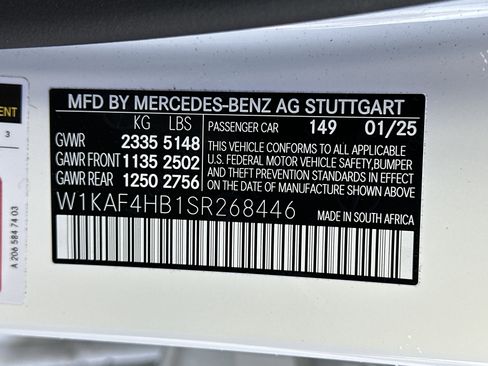 MFD BY MERCEDES-BENZ AG STUTTGART
KG LBS
PASSENGER CAR 149 01/25
GVWR 2335 5148
GAWR FRONT 1135 2502
GAWR REAR 1250 2756
THIS VEHICLE CONFORMS TO ALL APPLICABLE
U.S. FEDERAL MOTOR VEHICLE SAFETY, BUMPER
AND THEFT PREVENTION STANDARDS IN EFFECT
ON THE DATE OF MANUFACTURE SHOWN ABOVE.
W1KAF4HB1SR268446
MADE IN SOUTH AFRICA
3
A 206 584 74 03